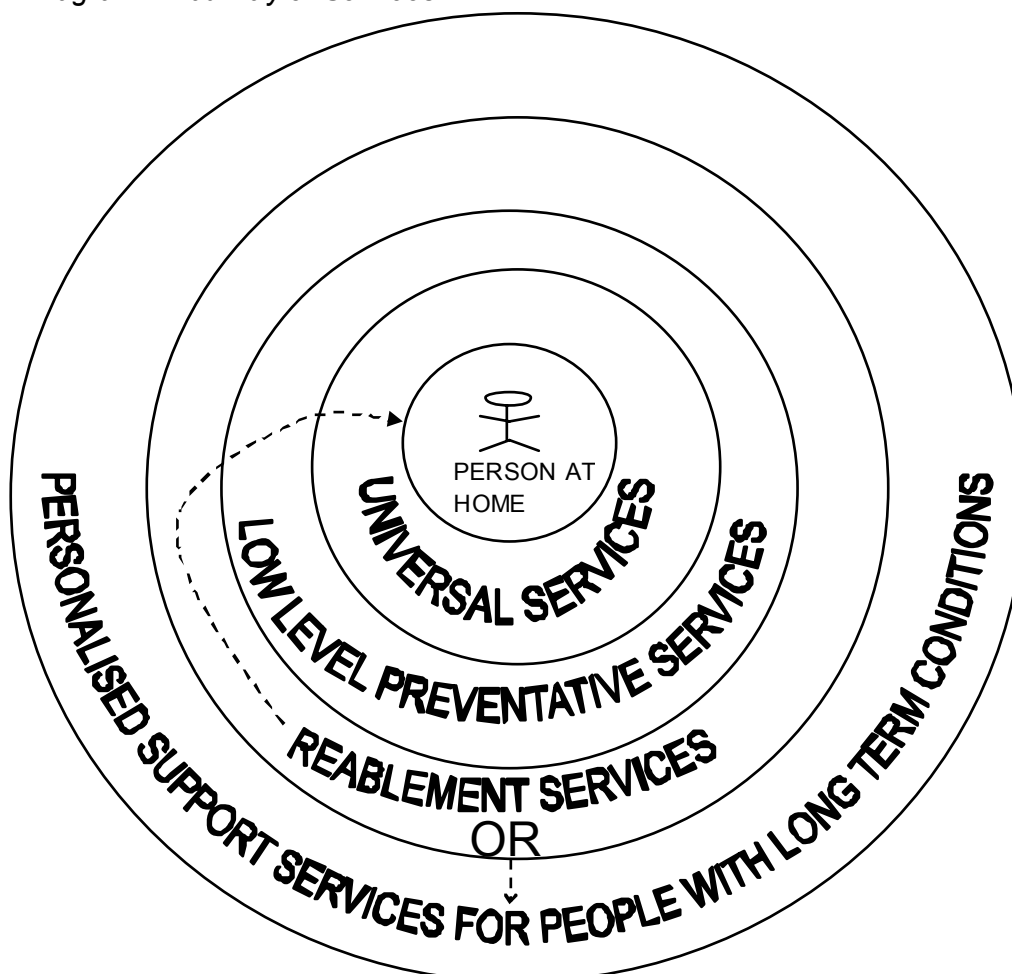 PERSON AT
HOME
UNIVERSAL SERVICES
LOW LEVEL PREVENTATIVE SERVICES
REABLEMENT SERVICES
OR
PERSONALISED SUPPORT SERVICES FOR PEOPLE WITH LONG TERM CONDITIONS